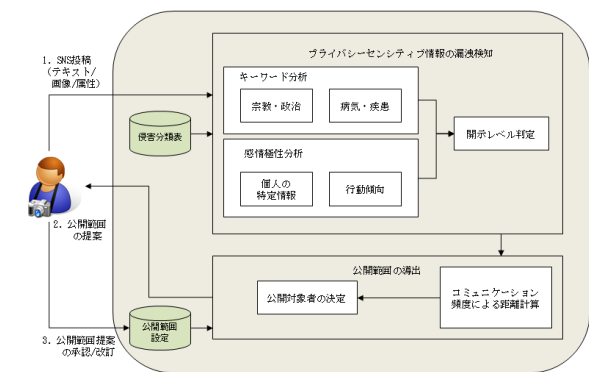 プライバシーセンシティブ情報の漏洩検知
1. SNS投稿
(テキスト/
画像/属性)
キーワード分析
宗教・政治
病気・疾患
侵害分類表
開示レベル判定
感情極性分析
個人の
特定情報
行動傾向
2. 公開範囲
の提案
公開範囲の導出
公開対象者の決定
コミュニケーション
頻度による距離計算
公開範囲
設定
3. 公開範囲提案
の承認/改訂